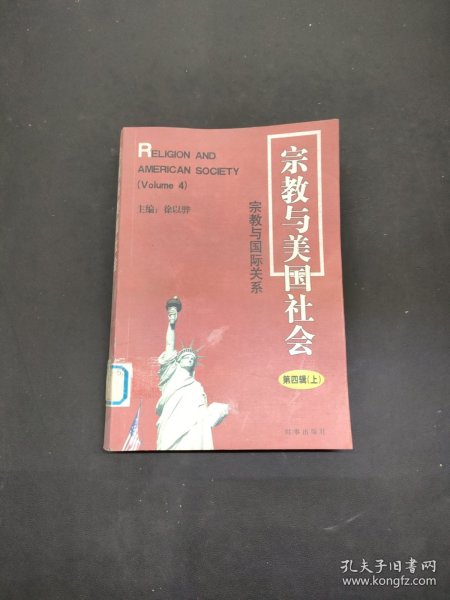 RELIGION AND
AMERICAN SOCIETY
(Volume 4)
主编：徐以骅
宗教与美国社会
宗教与国际关系
第四辑(上)
时事出版社
孔夫子旧书网
www.kongfz.com